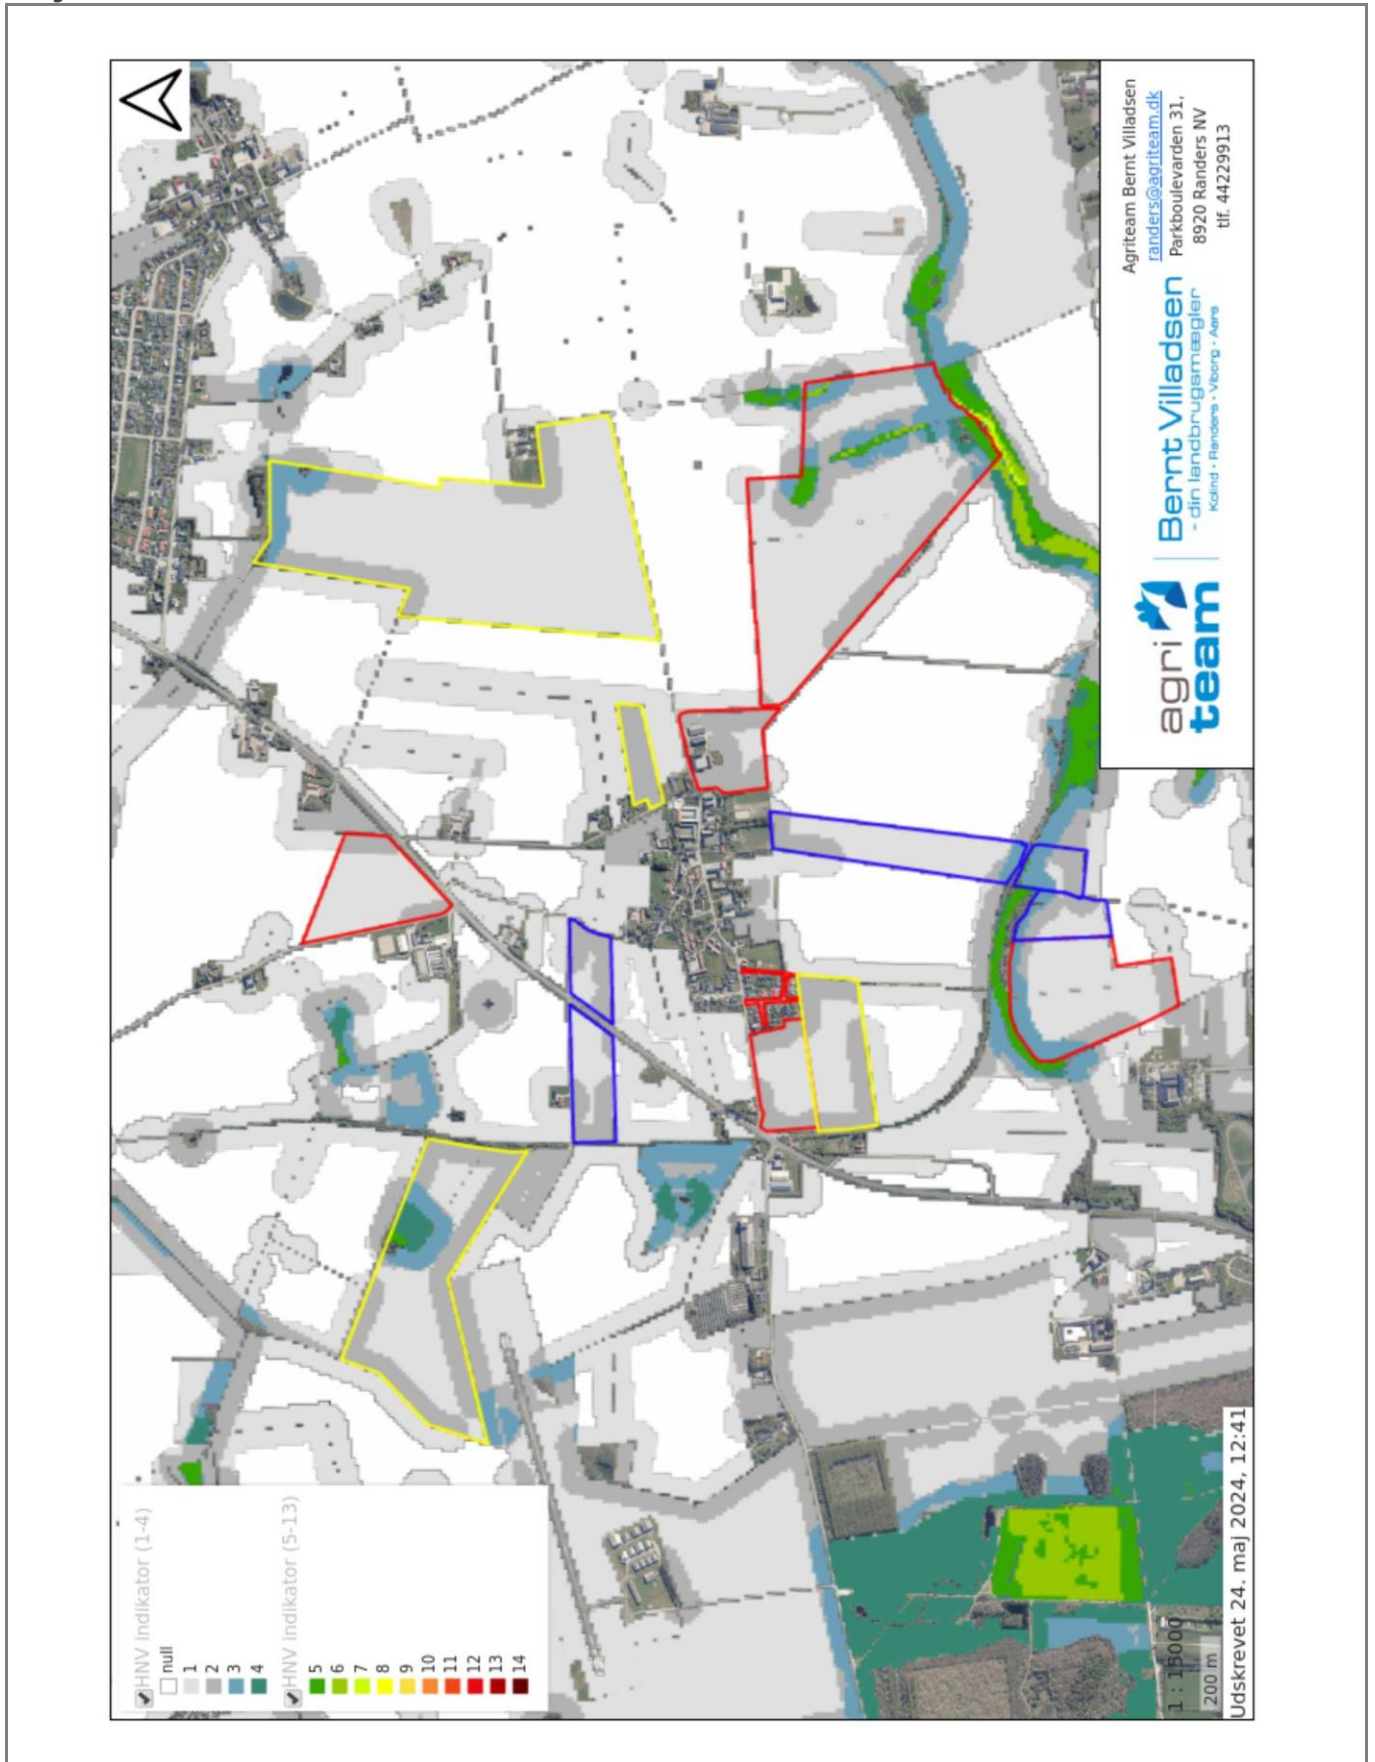 HNV indikator (1-4)
null
1
2
3
4
HNV indikator (5-13)
5
6
7
8
9
10
11
12
13
14
1 : 15000
200 m
Udskrevet 24. maj 2024, 12:41
agri
team
Bernt Villadsen
- din landbrugsmægler
Kolind • Randers • Viborg • Aars
Agriteam Bernt Villadsen
randers@agriteam.dk
Parkboulevarden 31,
8920 Randers NV
tlf. 44229913